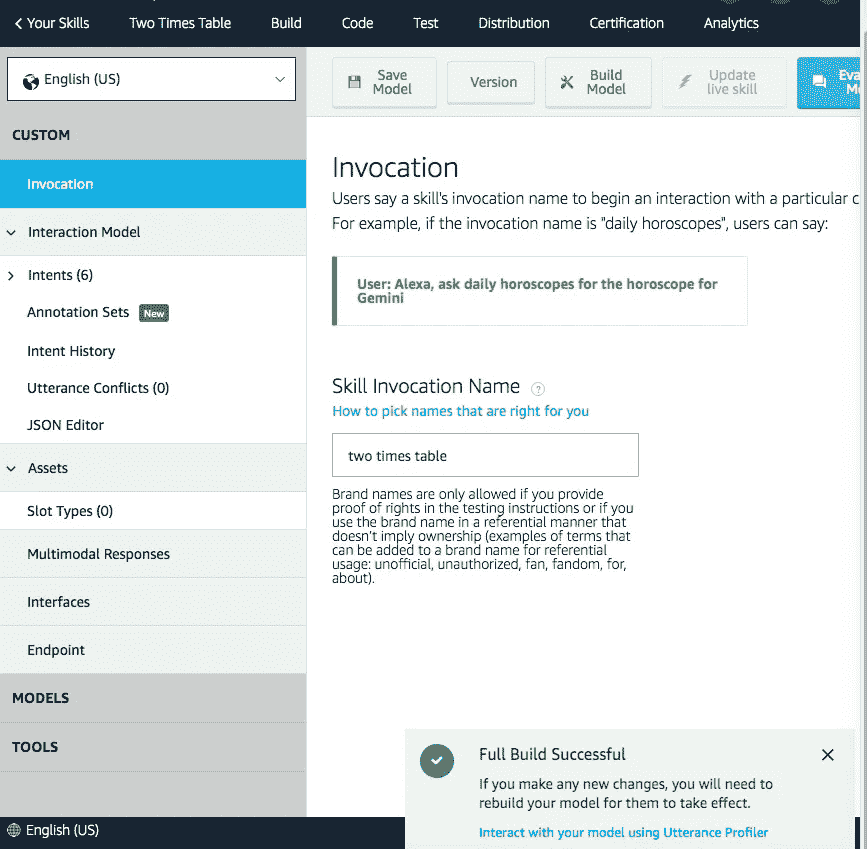 Your Skills Two Times Table Build Code Test Distribution Certification Analytics
English (US)
Save Model Version Build Model Update live skill
CUSTOM
Invocation
Interaction Model
Intents (6)
Annotation Sets New
Intent History
Utterance Conflicts (0)
JSON Editor
Assets
Slot Types (0)
Multimodal Responses
Interfaces
Endpoint
MODELS
TOOLS
English (US)
Invocation
Users say a skill's invocation name to begin an interaction with a particular c
For example, if the invocation name is "daily horoscopes", users can say:
User: Alexa, ask daily horoscopes for the horoscope for
Gemini
Skill Invocation Name ?
How to pick names that are right for you
two times table
Brand names are only allowed if you provide
proof of rights in the testing instructions or if you
use the brand name in a referential manner that
doesn't imply ownership (examples of terms that
can be added to a brand name for referential
usage: unofficial, unauthorized, fan, fandom, for,
about).
Full Build Successful
If you make any new changes, you will need to
rebuild your model for them to take effect.
Interact with your model using Utterance Profiler